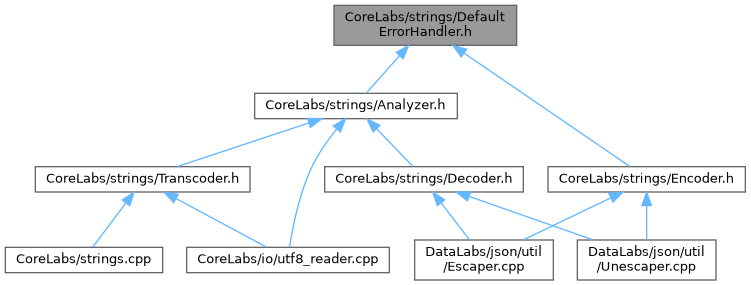 CoreLabs/strings/Default
ErrorHandler.h
CoreLabs/strings/Analyzer.h
CoreLabs/strings/Transcoder.h
CoreLabs/strings/Decoder.h
CoreLabs/strings/Encoder.h
CoreLabs/strings.cpp
CoreLabs/io/utf8_reader.cpp
DataLabs/json/util
/Escaper.cpp
DataLabs/json/util
/Unescaper.cpp